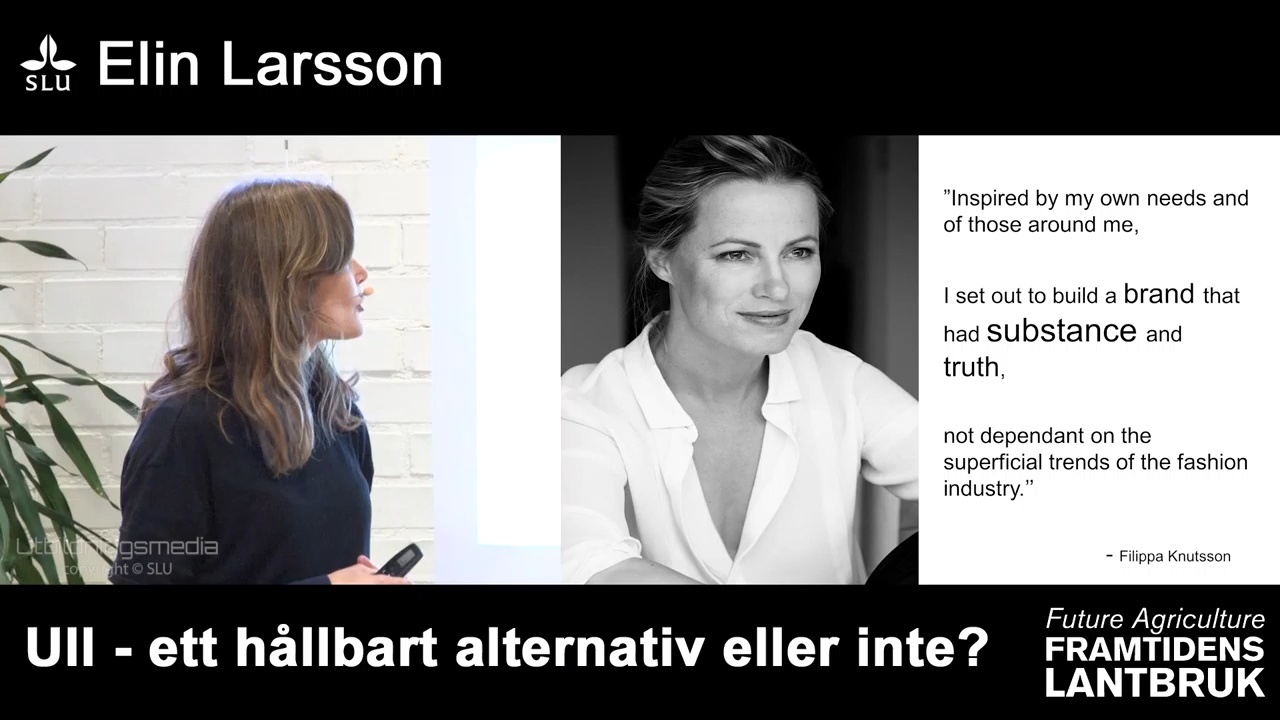 SLU
Elin Larsson
”Inspired by my own needs and
of those around me,
I set out to build a brand that
had substance and
truth,
not dependant on the
superficial trends of the fashion
industry.’’
- Filippa Knutsson
Utbildningsmedia
copyright © SLU
Ull - ett hållbart alternativ eller inte?
Future Agriculture
FRAMTIDENS
LANTBRUK